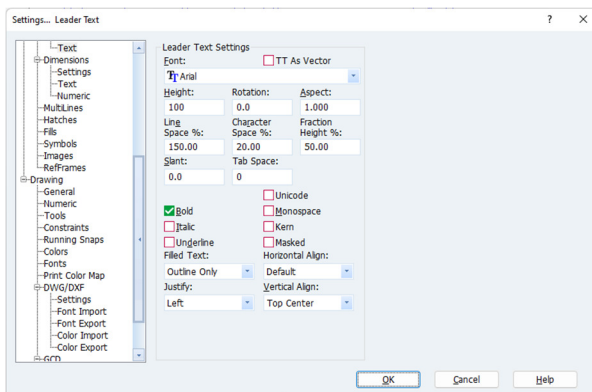 Settings... Leader Text
?
Text
Dimensions
Settings
Text
Numeric
MultiLines
Hatches
Fills
Symbols
Images
RefFrames
Drawing
General
Numeric
Tools
Constraints
Running Snaps
Colors
Fonts
Print Color Map
DWG/DXF
Settings
Font Import
Font Export
Color Import
Color Export
GCD
Leader Text Settings
Font:
TT As Vector
Arial
Height: Rotation: Aspect:
100 0.0 1.000
Line Character Fraction
Space %: Space %: Height %:
150.00 20.00 50.00
Slant: Tab Space:
0.0 0
Unicode
Bold Monospace
Italic Kern
Underline Masked
Filled Text: Horizontal Align:
Outline Only Default
Justify: Vertical Align:
Left Top Center
OK Cancel Help